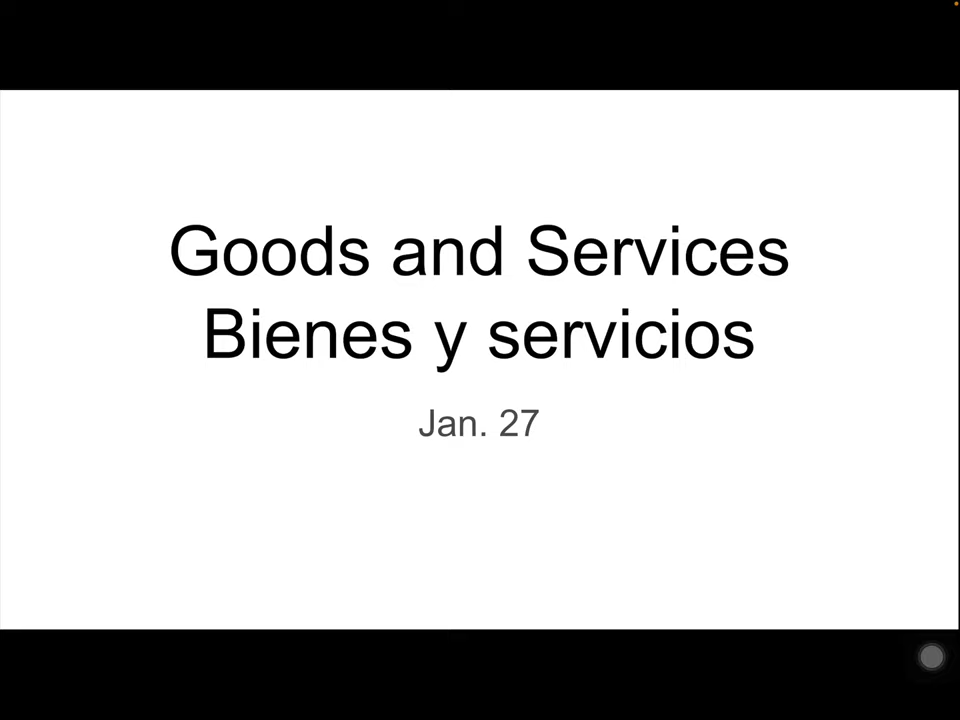 Goods and Services
Bienes y servicios
Jan. 27